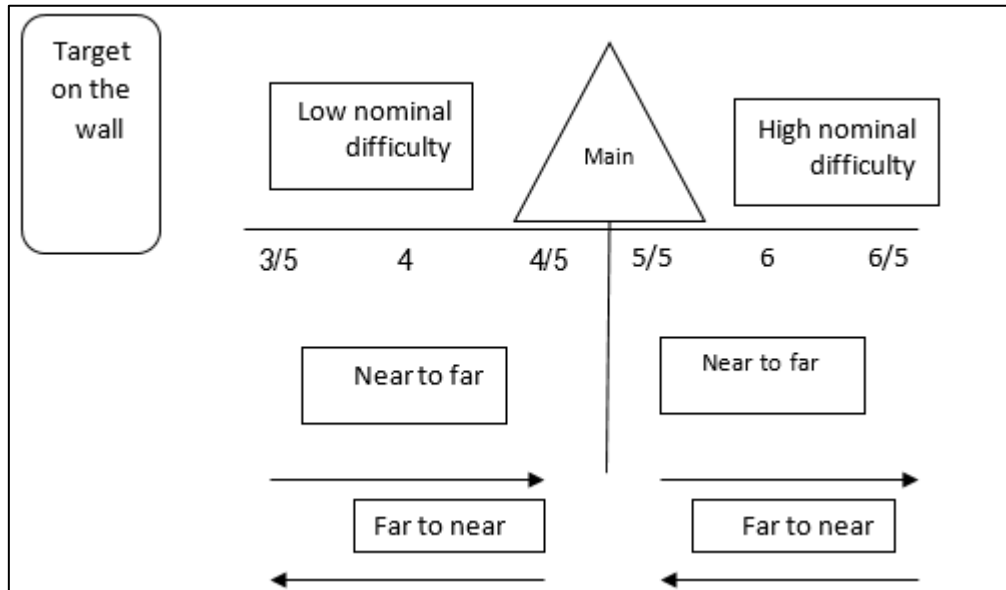 Target
on the
wall
Low nominal
difficulty
Main
High nominal
difficulty
3/5 4 4/5 5/5 6 6/5
Near to far
Near to far
Far to near
Far to near